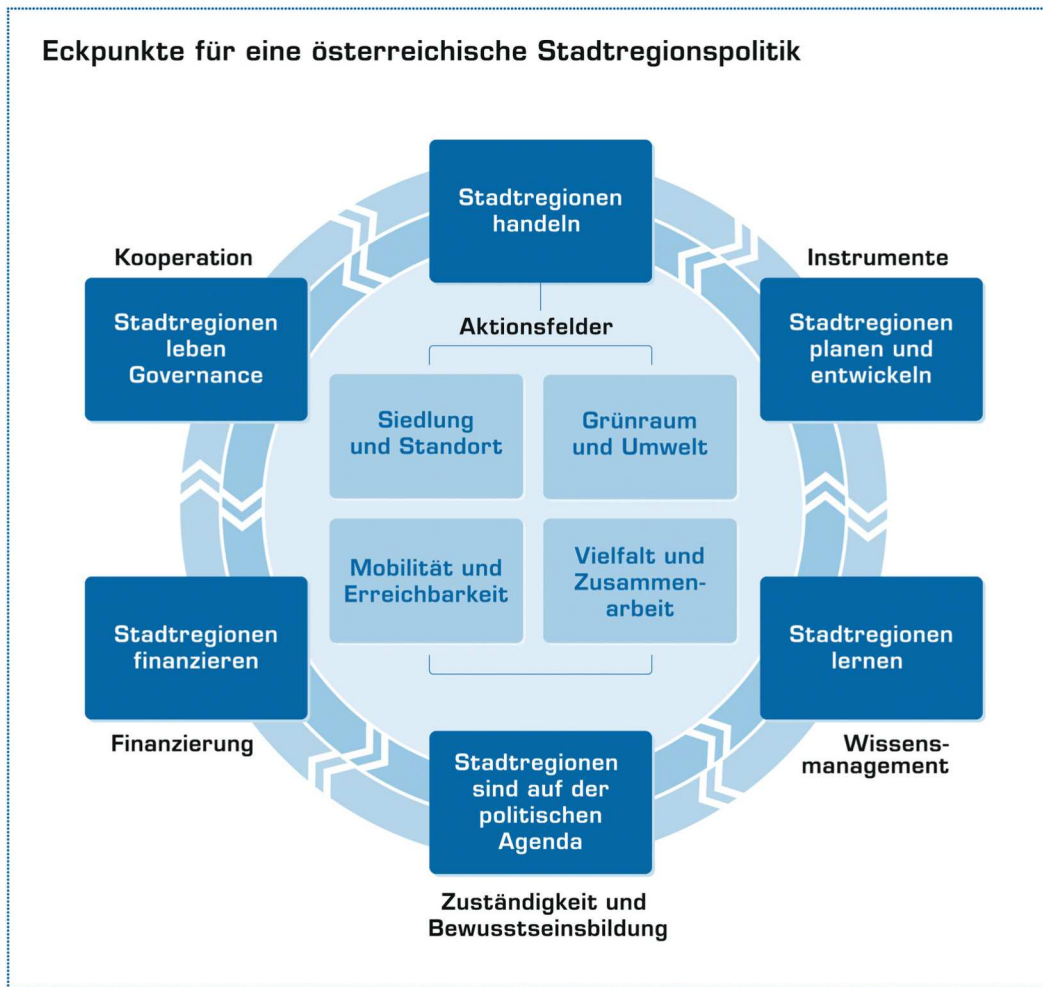 Eckpunkte für eine österreichische Stadtregionspolitik
Stadtregionen
handeln
Kooperation
Stadtregionen
leben
Governance
Instrumente
Stadtregionen
planen und
entwickeln
Aktionsfelder
Siedlung
und Standort
Grünraum
und Umwelt
Mobilität und
Erreichbarkeit
Vielfalt und
Zusammen-
arbeit
Stadtregionen
finanzieren
Finanzierung
Stadtregionen
lernen
Wissens-
management
Stadtregionen
sind auf der
politischen
Agenda
Zuständigkeit und
Bewusstseinsbildung